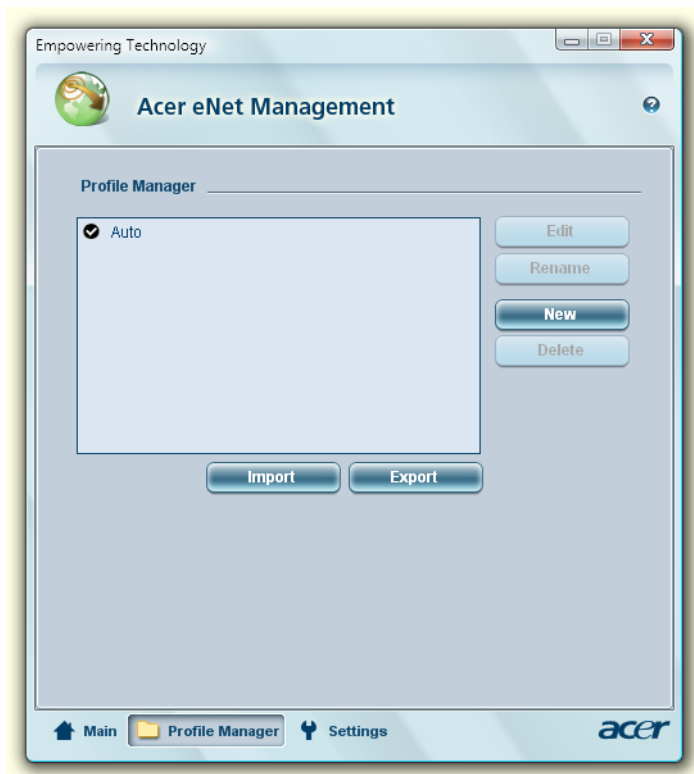 Empowering Technology
Acer eNet Management
Profile Manager
Auto
Edit
Rename
New
Delete
Import Export
Main Profile Manager Settings acer